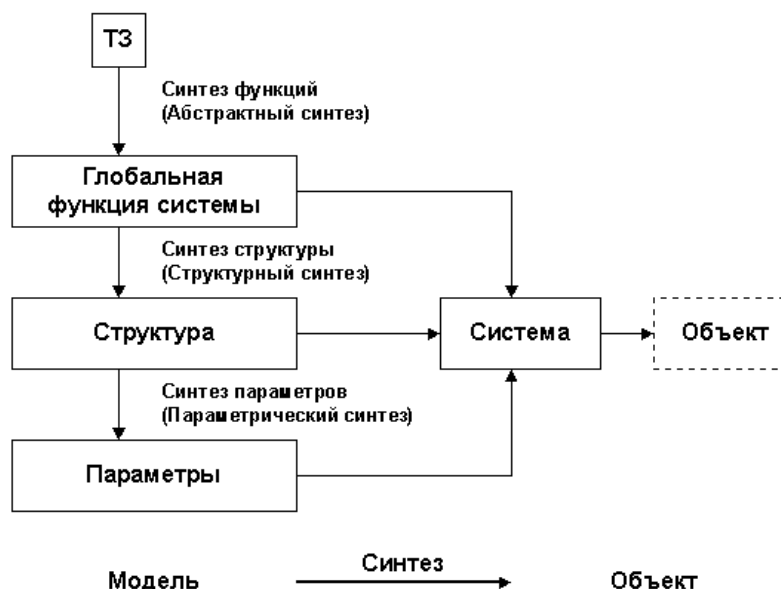 ТЗ
Синтез функций
(Абстрактный синтез)
Глобальная
функция системы
Синтез структуры
(Структурный синтез)
Структура
Система
Объект
Синтез параметров
(Параметрический синтез)
Параметры
Синтез
Модель
Объект